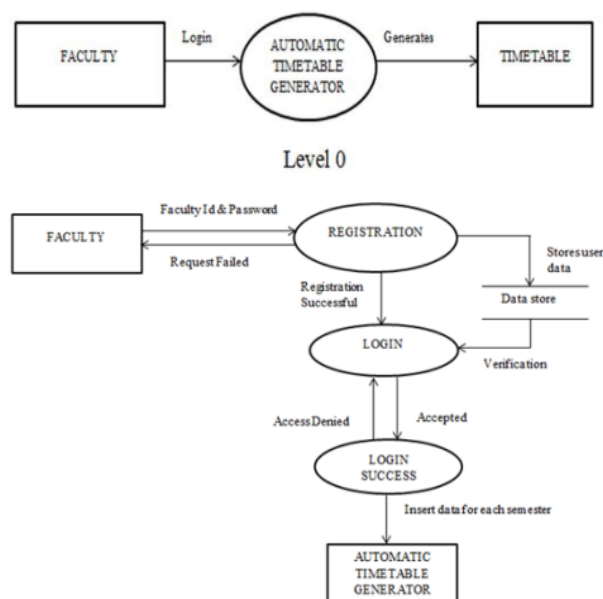 FACULTY
Login
AUTOMATIC
TIMETABLE
GENERATOR
Generates
TIMETABLE
Level 0
FACULTY
Faculty Id & Password
Request Failed
REGISTRATION
Stores user
data
Registration
Successful
Data store
LOGIN
Verification
Access Denied
Accepted
LOGIN
SUCCESS
Insert data for each semester
AUTOMATIC
TIMETABLE
GENERATOR